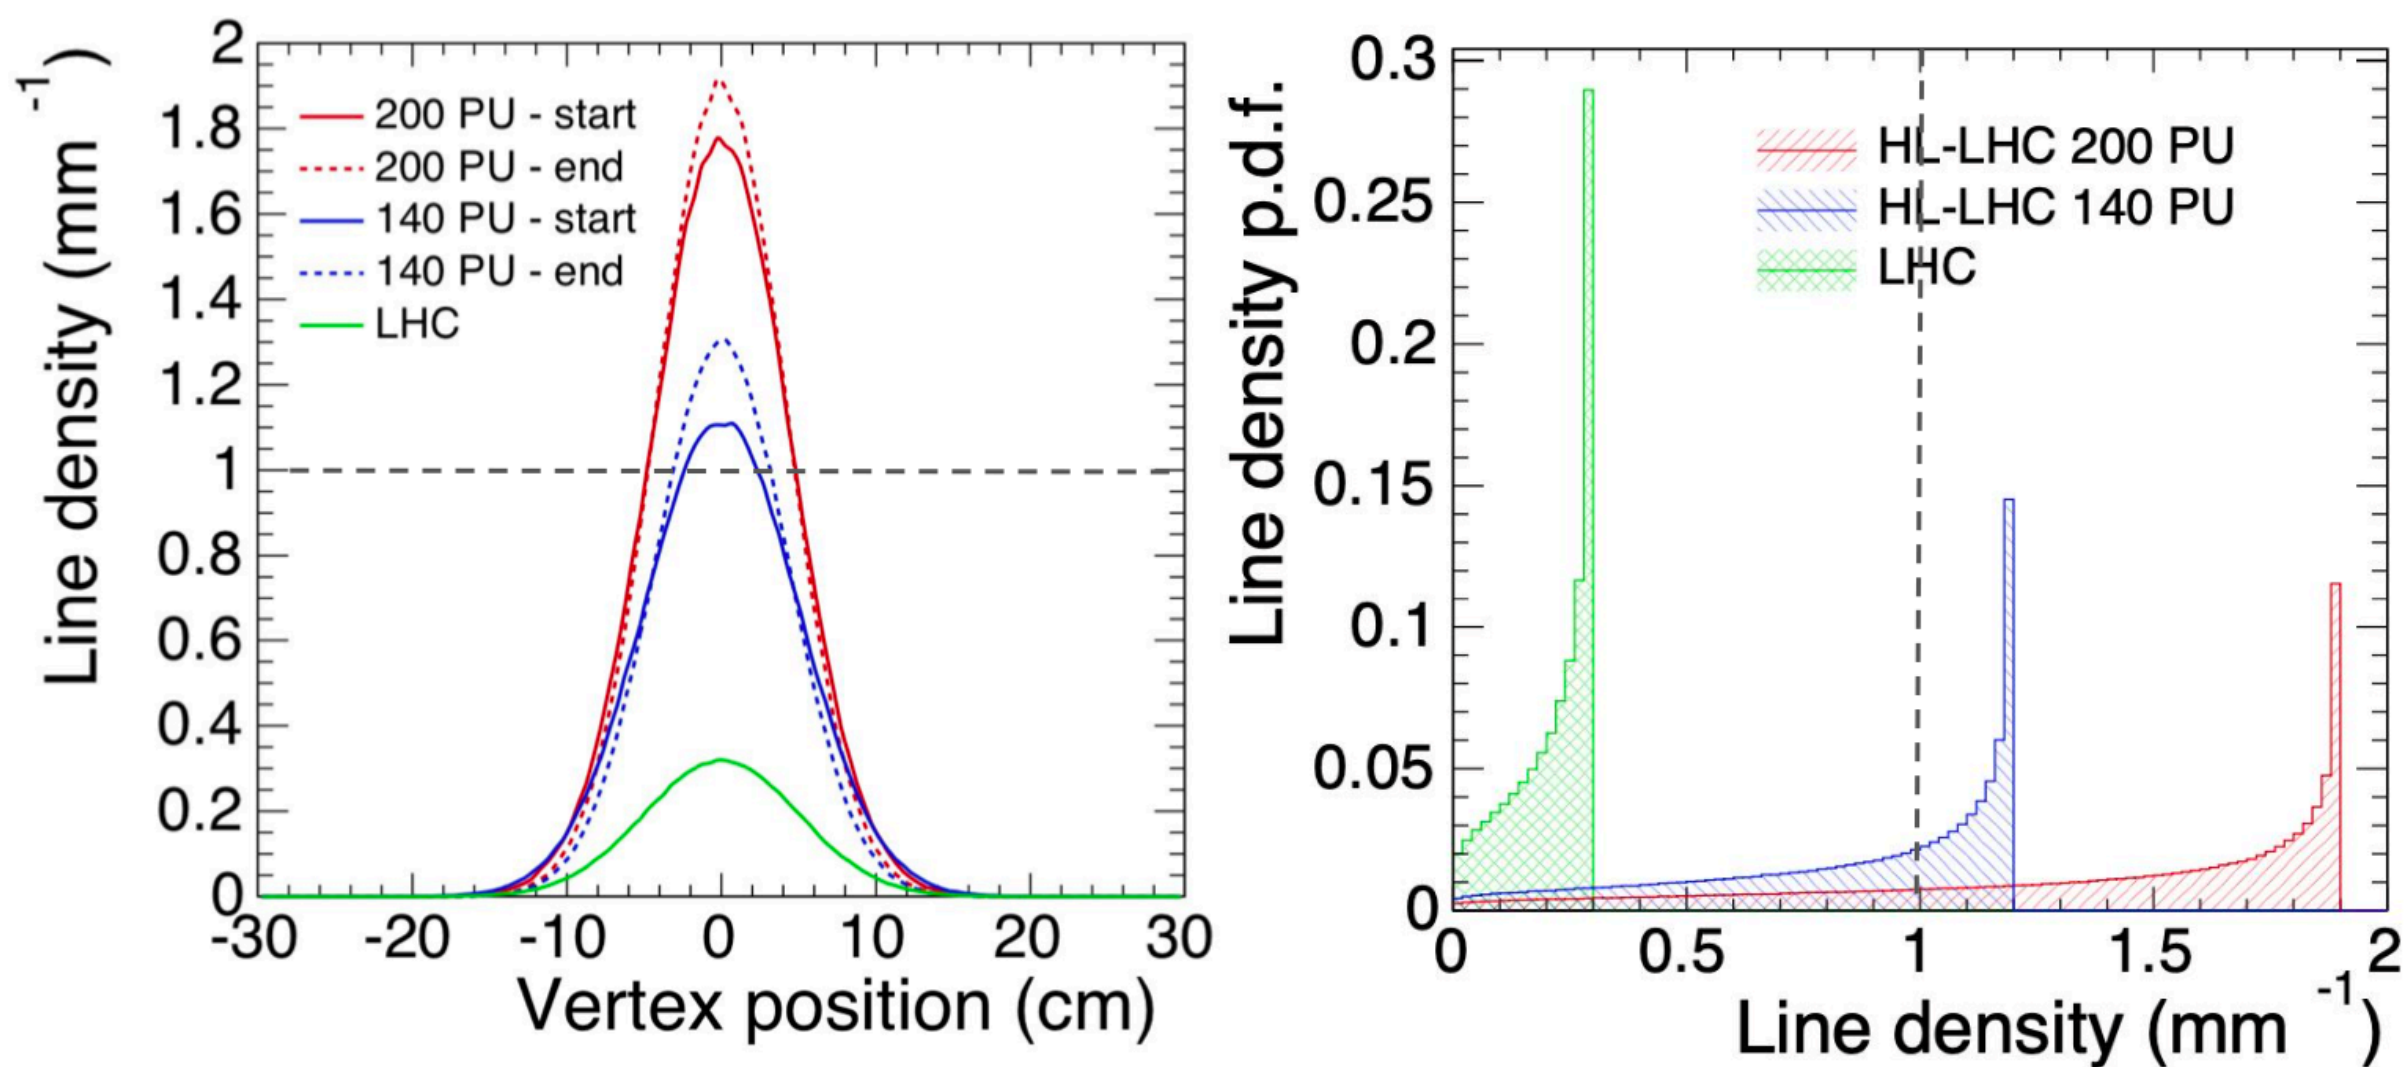 Line density (mm -1)
2
1.8
1.6
1.4
1.2
1
0.8
0.6
0.4
0.2
0
200 PU - start
200 PU - end
140 PU - start
140 PU - end
LHC
-30 -20 -10 0 10 20 30
Vertex position (cm)
Line density p.d.f.
0.3
0.25
0.2
0.15
0.1
0.05
0
HL-LHC 200 PU
HL-LHC 140 PU
LHC
0 0.5 1 1.5 2
Line density (mm -1)